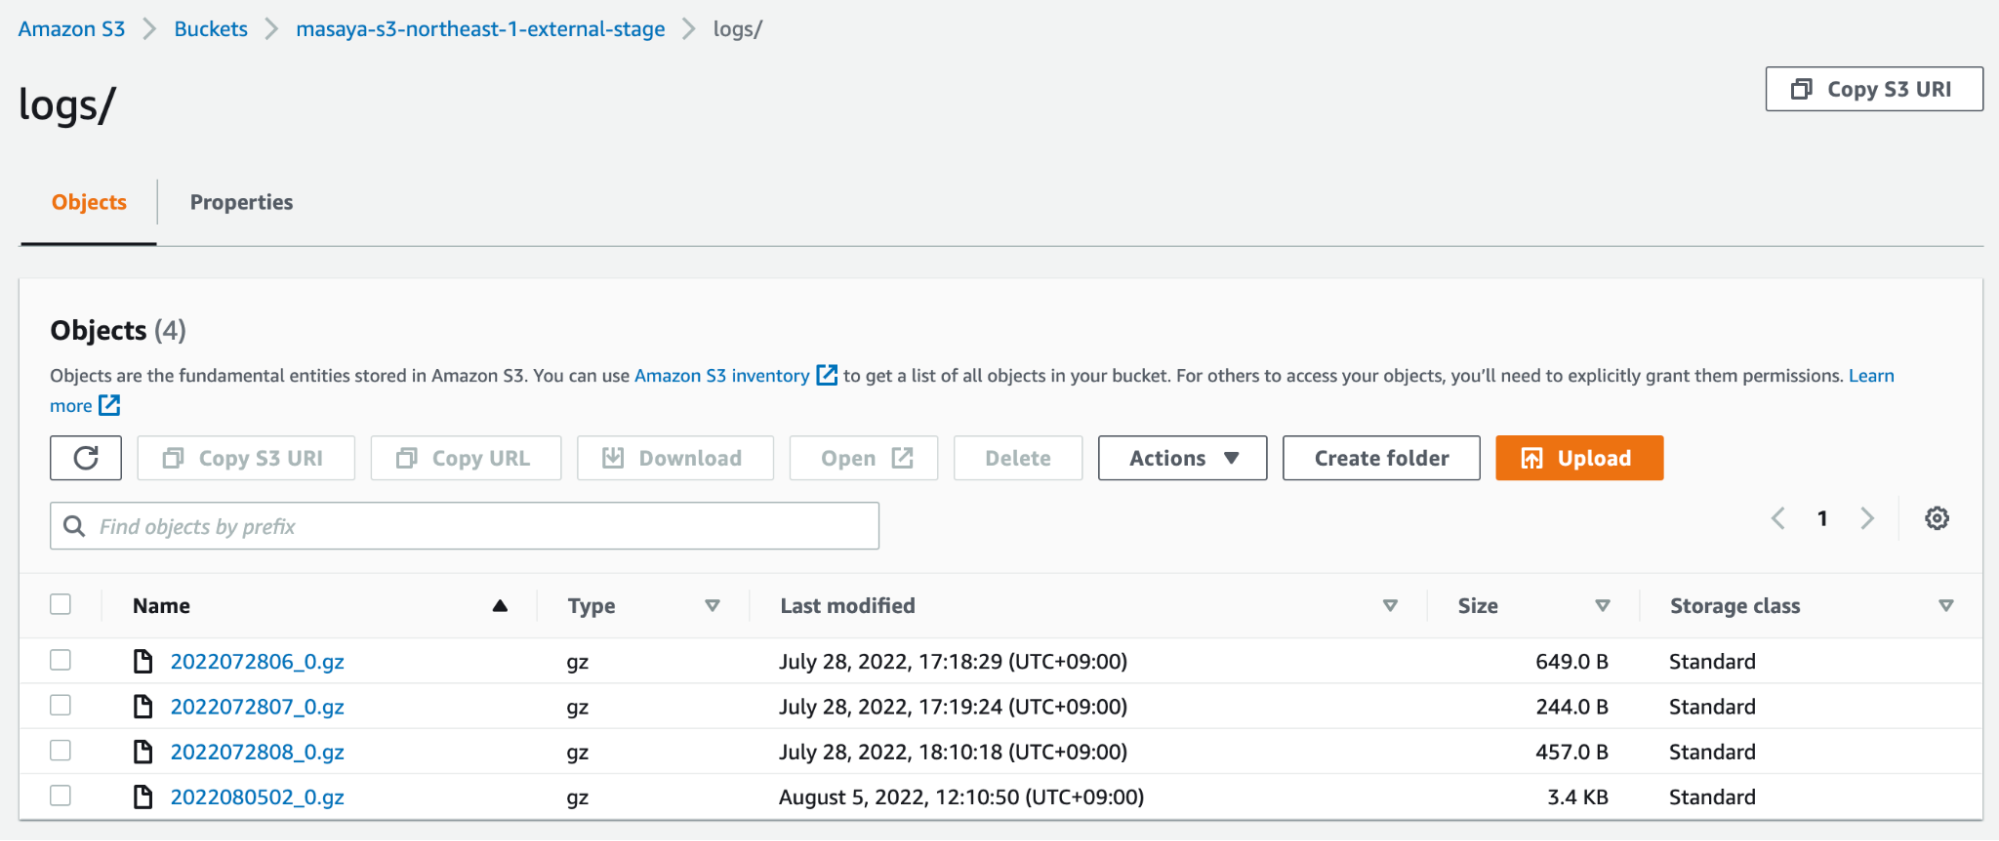 Amazon S3 > Buckets > masaya-s3-northeast-1-external-stage > logs/
logs/
Copy S3 URI
Objects Properties
Objects (4)
Objects are the fundamental entities stored in Amazon S3. You can use Amazon S3 inventory to get a list of all objects in your bucket. For others to access your objects, you'll need to explicitly grant them permissions. Learn
more
Copy S3 URI Copy URL Download Open Delete Actions Create folder Upload
Find objects by prefix 1
Name Type Last modified Size Storage class
2022072806_0.gz gz July 28, 2022, 17:18:29 (UTC+09:00) 649.0 B Standard
2022072807_0.gz gz July 28, 2022, 17:19:24 (UTC+09:00) 244.0 B Standard
2022072808_0.gz gz July 28, 2022, 18:10:18 (UTC+09:00) 457.0 B Standard
2022080502_0.gz gz August 5, 2022, 12:10:50 (UTC+09:00) 3.4 KB Standard